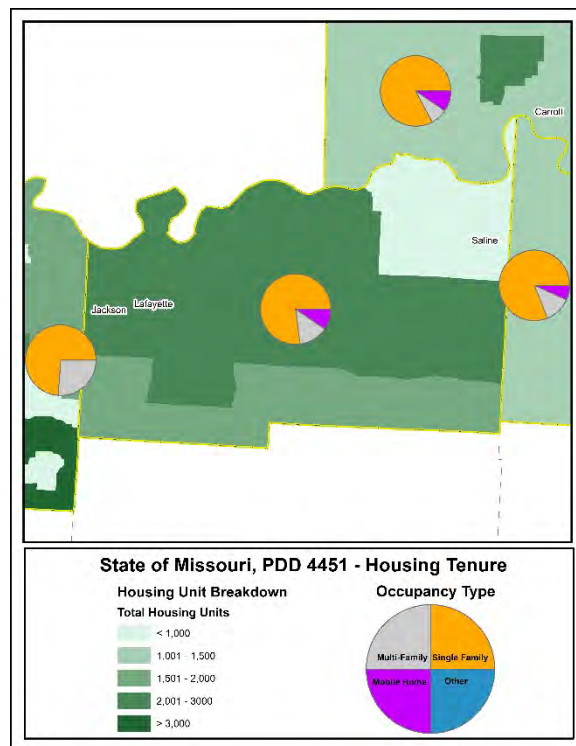 Carroll
Saline
Jackson
Lafayette
State of Missouri, PDD 4451 - Housing Tenure
Housing Unit Breakdown
Total Housing Units
< 1,000
1,001 - 1,500
1,501 - 2,000
2,001 - 3000
> 3,000
Occupancy Type
Multi-Family
Single Family
Mobile Home
Other